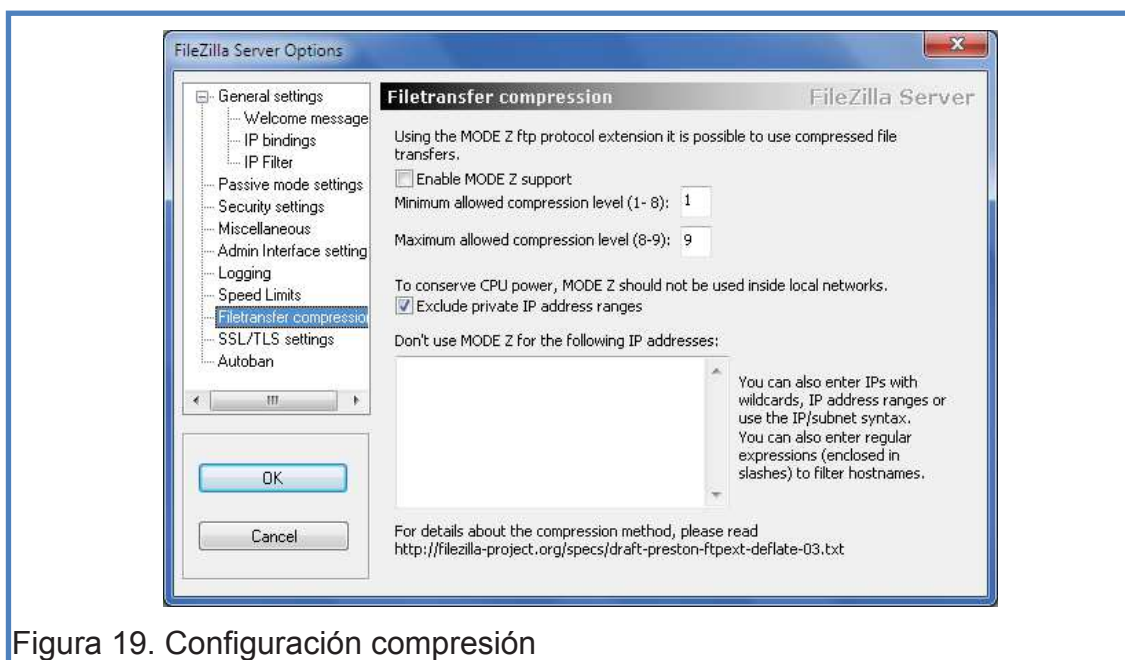 FileZilla Server Options
General settings
Welcome message
IP bindings
IP Filter
Passive mode settings
Security settings
Miscellaneous
Admin Interface setting
Logging
Speed Limits
Filetransfer compression
SSL/TLS settings
Autoban
OK
Cancel
Filetransfer compression
FileZilla Server
Using the MODE Z ftp protocol extension it is possible to use compressed file
transfers.
Enable MODE Z support
Minimum allowed compression level (1- 8): 1
Maximum allowed compression level (8-9): 9
To conserve CPU power, MODE Z should not be used inside local networks.
Exclude private IP address ranges
Don't use MODE Z for the following IP addresses:
You can also enter IPs with
wildcards, IP address ranges or
use the IP/subnet syntax.
You can also enter regular
expressions (enclosed in
slashes) to filter hostnames.
For details about the compression method, please read
http://filezilla-project.org/specs/draft-preston-ftpext-deflate-03.txt
Figura 19. Configuración compresión